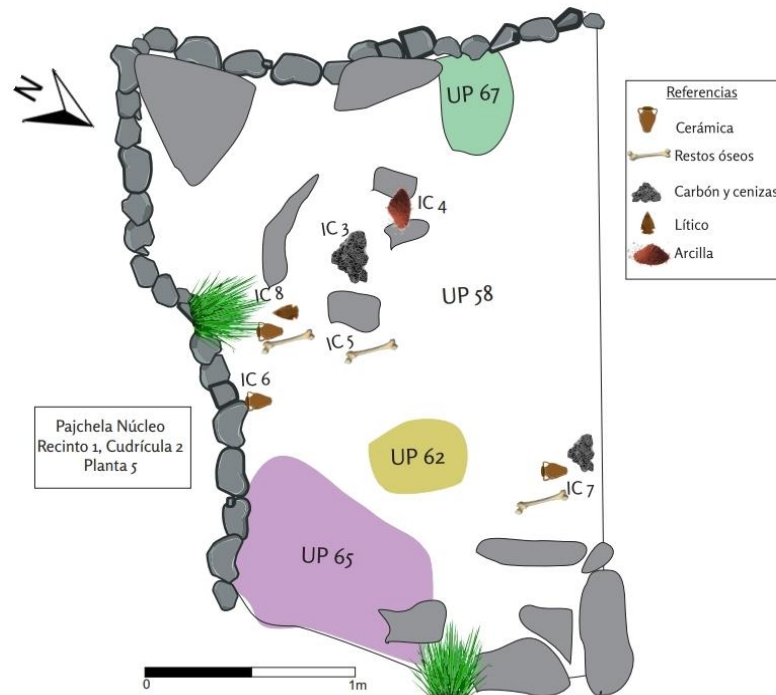 N
UP 67
IC 4
IC 3
UP 58
IC 8
IC 5
IC 6
UP 62
IC 7
UP 65
Referencias
Cerámica
Restos óseos
Carbón y cenizas
Lítico
Arcilla
Pajchela Núcleo
Recinto 1, Cudrícula 2
Planta 5
0
1m